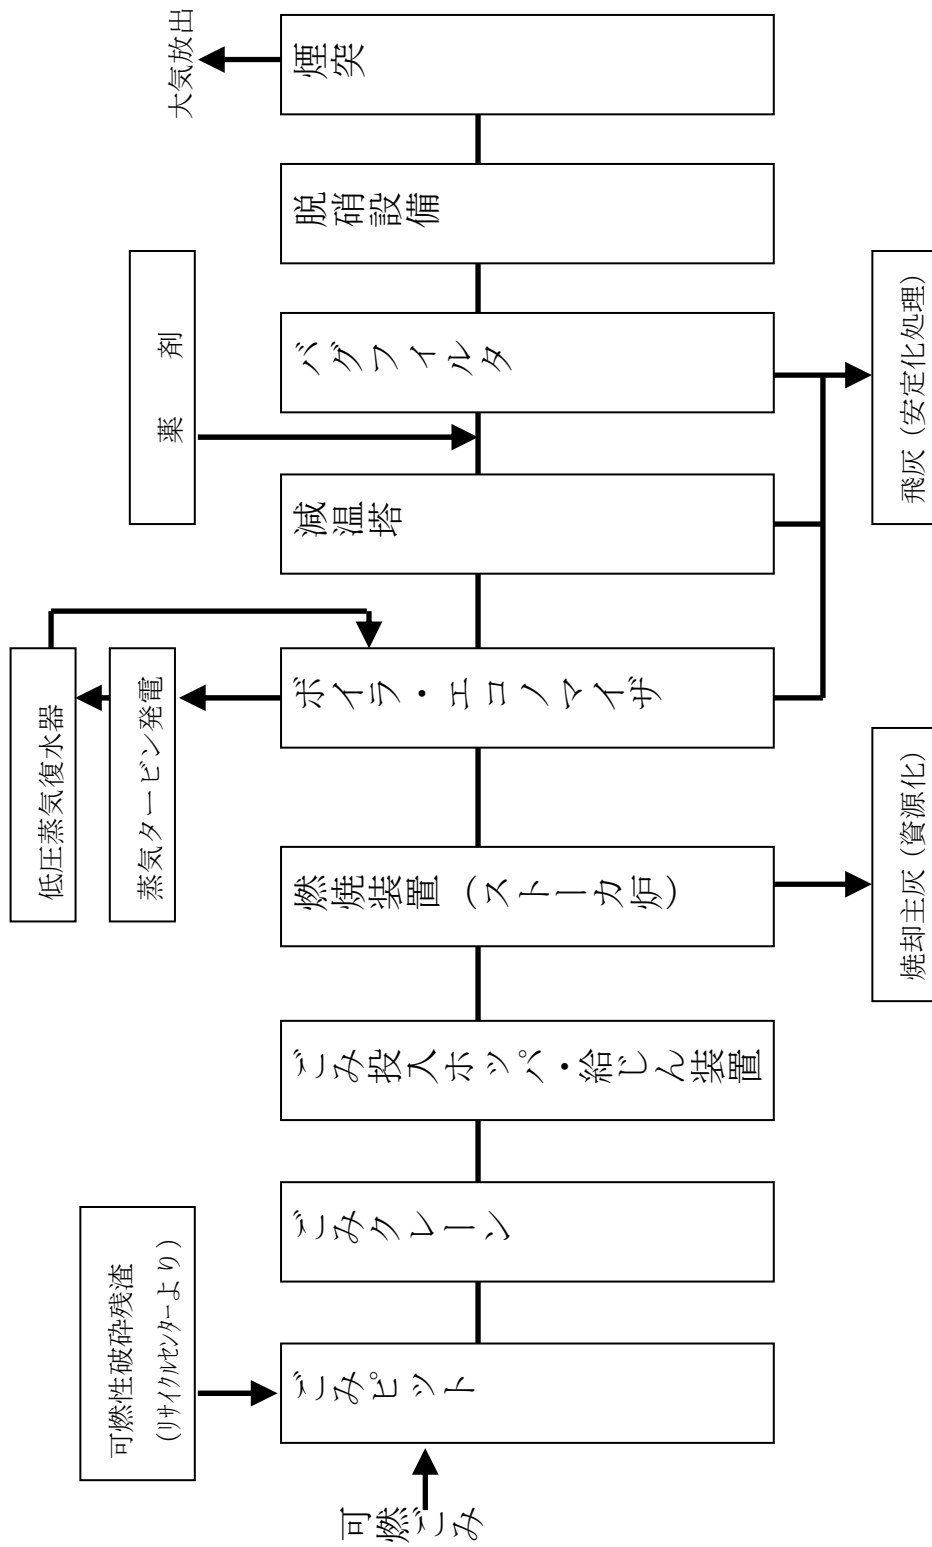 可燃ごみ
可燃性破砕残渣
(リサイクルセンターより)
ごみピット
ごみクレーン
ごみ投入ホッパ・給じん装置
燃焼装置（ストーカ炉）
焼却主灰（資源化）
低圧蒸気復水器
蒸気タービン発電
ボイラ・エコノマイザ
減温塔
薬　剤
バグフィルタ
飛灰（安定化処理）
脱硝設備
煙突
大気放出